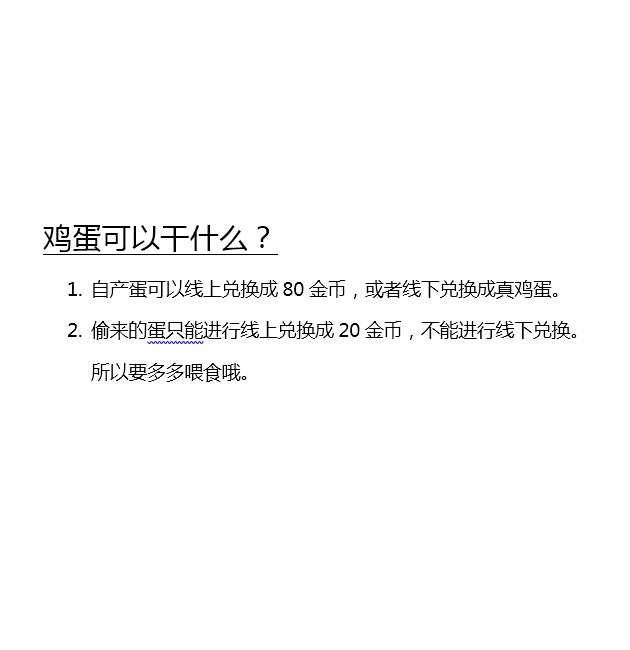 鸡蛋可以干什么？
1. 自产蛋可以线上兑换成 80 金币，或者线下兑换成真鸡蛋。
2. 偷来的蛋只能进行线上兑换成 20 金币，不能进行线下兑换。
所以要多多喂食哦。